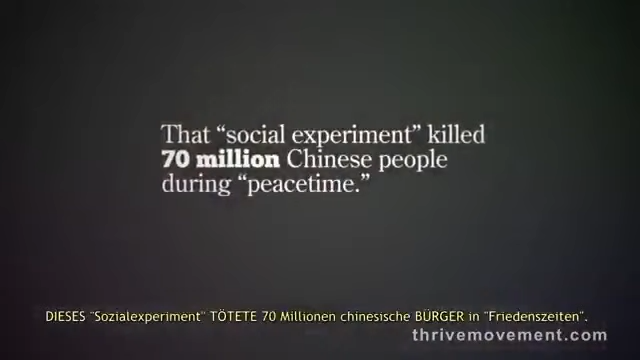 That “social experiment” killed
70 million Chinese people
during “peacetime.”
DIESES "Sozialexperiment" TÖTETE 70 Millionen chinesische BÜRGER in "Friedenszeiten".
thrivemovement.com